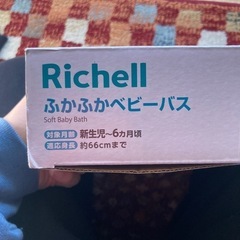 Richell
ふかふかベビーバス
Soft Baby Bath
対象月齢 新生児~6カ月頃
適応身長 約66cmまで